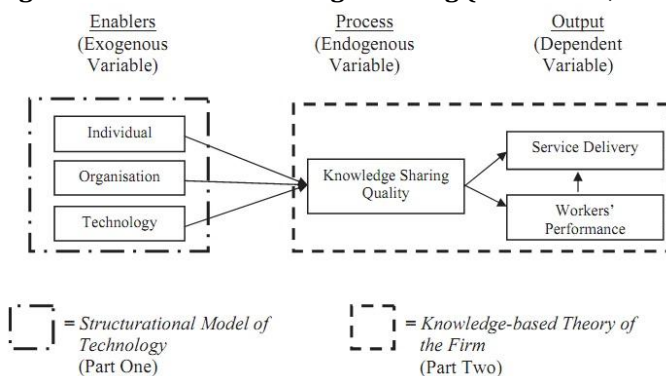 Enablers
(Exogenous
Variable)
Process
(Endogenous
Variable)
Output
(Dependent
Variable)
Individual
Organisation
Technology
Knowledge Sharing
Quality
Service Delivery
Workers'
Performance
= Structurational Model of
Technology
(Part One)
= Knowledge-based Theory of
the Firm
(Part Two)